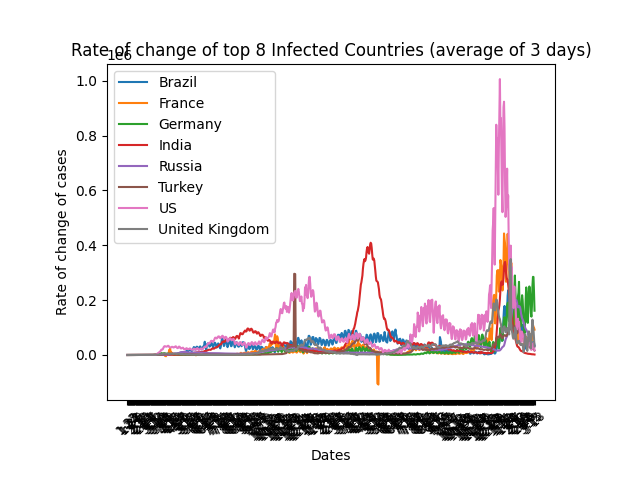 Rate of change of top 8 Infected Countries (average of 3 days)
1e6
1.0
0.8
0.6
0.4
0.2
0.0
Rate of change of cases
Brazil
France
Germany
India
Russia
Turkey
US
United Kingdom
Dates